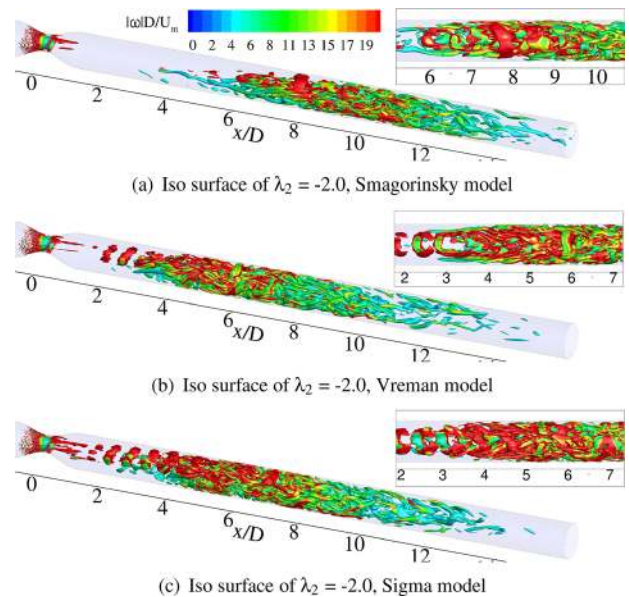 |ω|D/U_m
0 2 4 6 8 11 13 15 17 19
6 7 8 9 10
0 2 4 6 8 10 12
x/D
(a) Iso surface of λ₂ = -2.0, Smagorinsky model
2 3 4 5 6 7
0 2 4 6 8 10 12
x/D
(b) Iso surface of λ₂ = -2.0, Vreman model
2 3 4 5 6 7
0 2 4 6 8 10 12
x/D
(c) Iso surface of λ₂ = -2.0, Sigma model